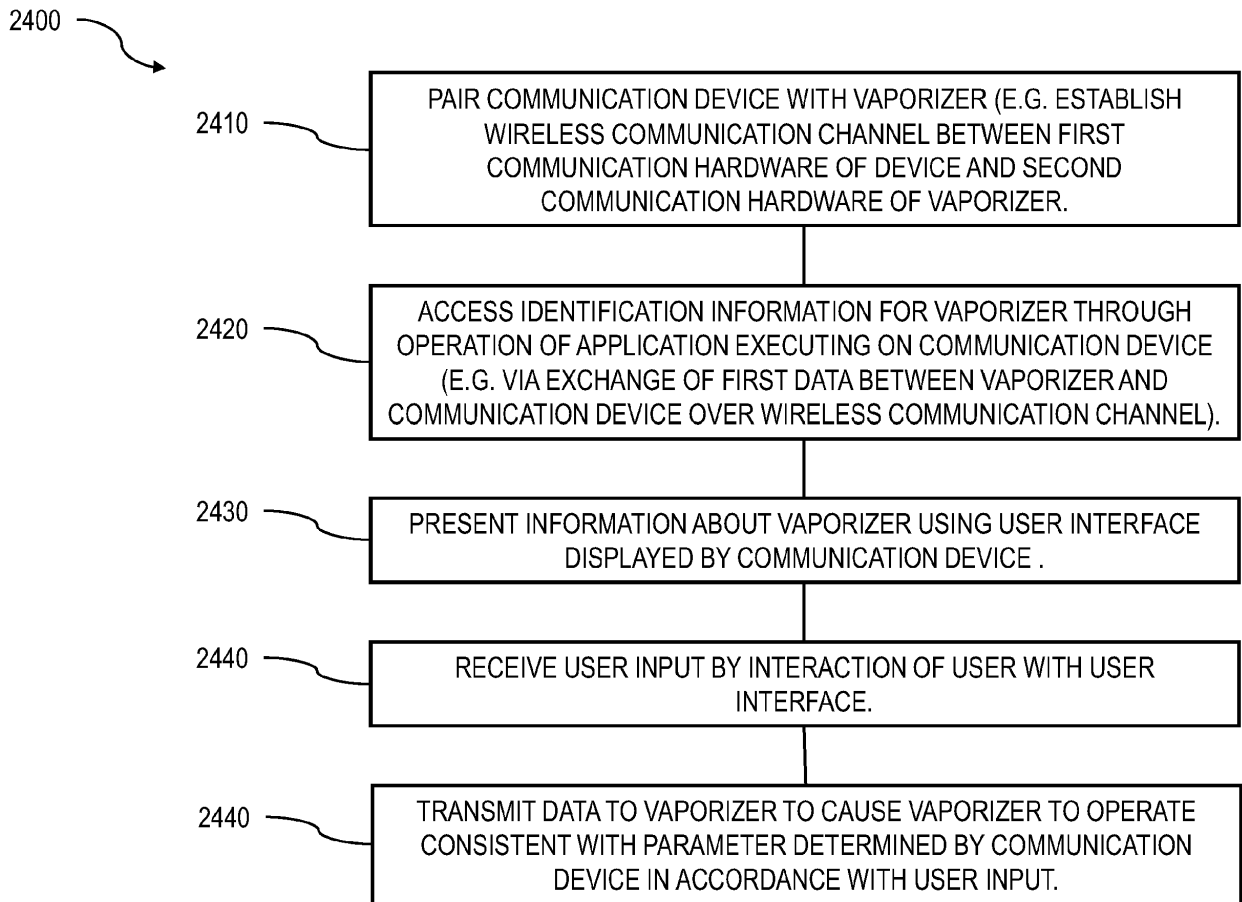 2400
2410
PAIR COMMUNICATION DEVICE WITH VAPORIZER (E.G. ESTABLISH
WIRELESS COMMUNICATION CHANNEL BETWEEN FIRST
COMMUNICATION HARDWARE OF DEVICE AND SECOND
COMMUNICATION HARDWARE OF VAPORIZER.
2420
ACCESS IDENTIFICATION INFORMATION FOR VAPORIZER THROUGH
OPERATION OF APPLICATION EXECUTING ON COMMUNICATION DEVICE
(E.G. VIA EXCHANGE OF FIRST DATA BETWEEN VAPORIZER AND
COMMUNICATION DEVICE OVER WIRELESS COMMUNICATION CHANNEL).
2430
PRESENT INFORMATION ABOUT VAPORIZER USING USER INTERFACE
DISPLAYED BY COMMUNICATION DEVICE .
2440
RECEIVE USER INPUT BY INTERACTION OF USER WITH USER
INTERFACE.
2440
TRANSMIT DATA TO VAPORIZER TO CAUSE VAPORIZER TO OPERATE
CONSISTENT WITH PARAMETER DETERMINED BY COMMUNICATION
DEVICE IN ACCORDANCE WITH USER INPUT.